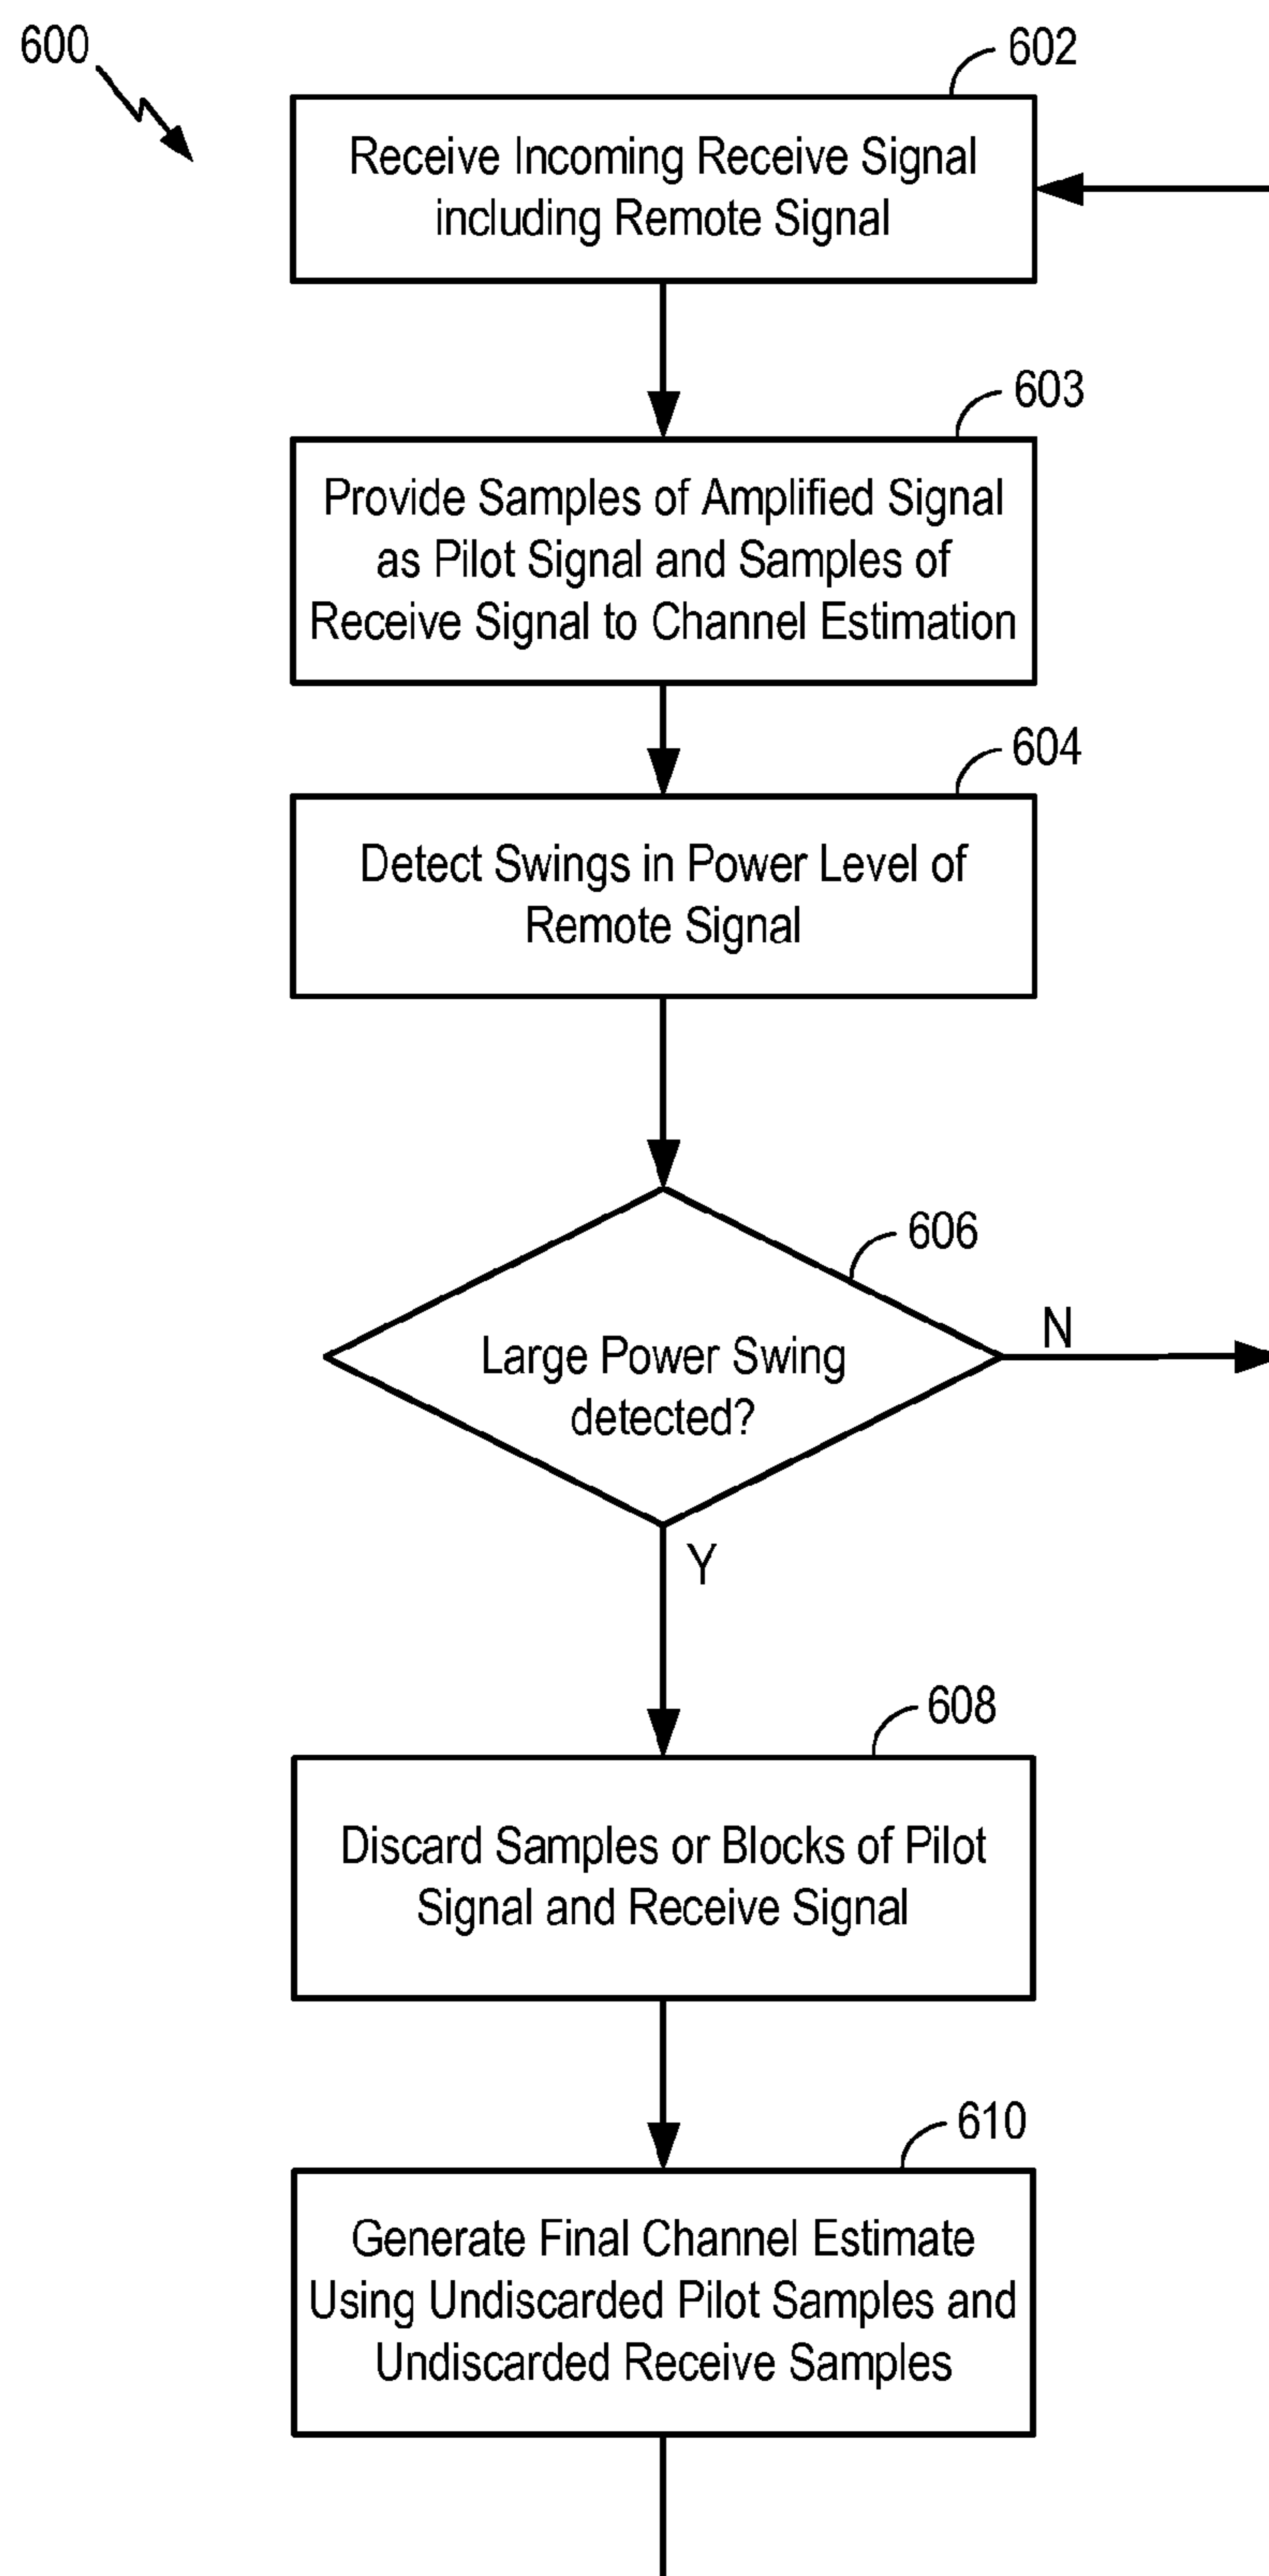 600
602
Receive Incoming Receive Signal
including Remote Signal
603
Provide Samples of Amplified Signal
as Pilot Signal and Samples of
Receive Signal to Channel Estimation
604
Detect Swings in Power Level of
Remote Signal
606
Large Power Swing
detected?
N
Y
608
Discard Samples or Blocks of Pilot
Signal and Receive Signal
610
Generate Final Channel Estimate
Using Undiscarded Pilot Samples and
Undiscarded Receive Samples